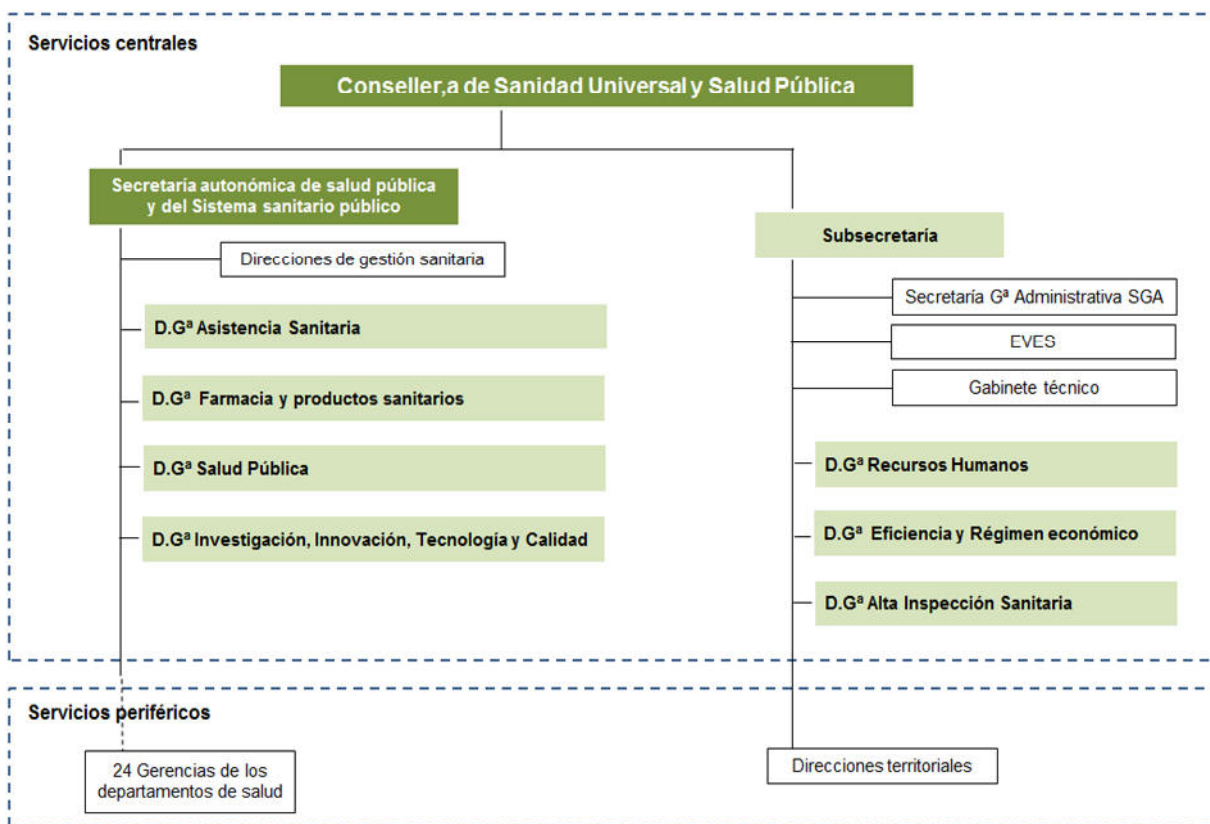 Servicios centrales
Conseller,a de Sanidad Universal y Salud Pública
Secretaría autonómica de salud pública
y del Sistema sanitario público
Direcciones de gestión sanitaria
D.Gª Asistencia Sanitaria
D.Gª Farmacia y productos sanitarios
D.Gª Salud Pública
D.Gª Investigación, Innovación, Tecnología y Calidad
Subsecretaría
Secretaría Gª Administrativa SGA
EVES
Gabinete técnico
D.Gª Recursos Humanos
D.Gª Eficiencia y Régimen económico
D.Gª Alta Inspección Sanitaria
Servicios periféricos
24 Gerencias de los
departamentos de salud
Direcciones territoriales